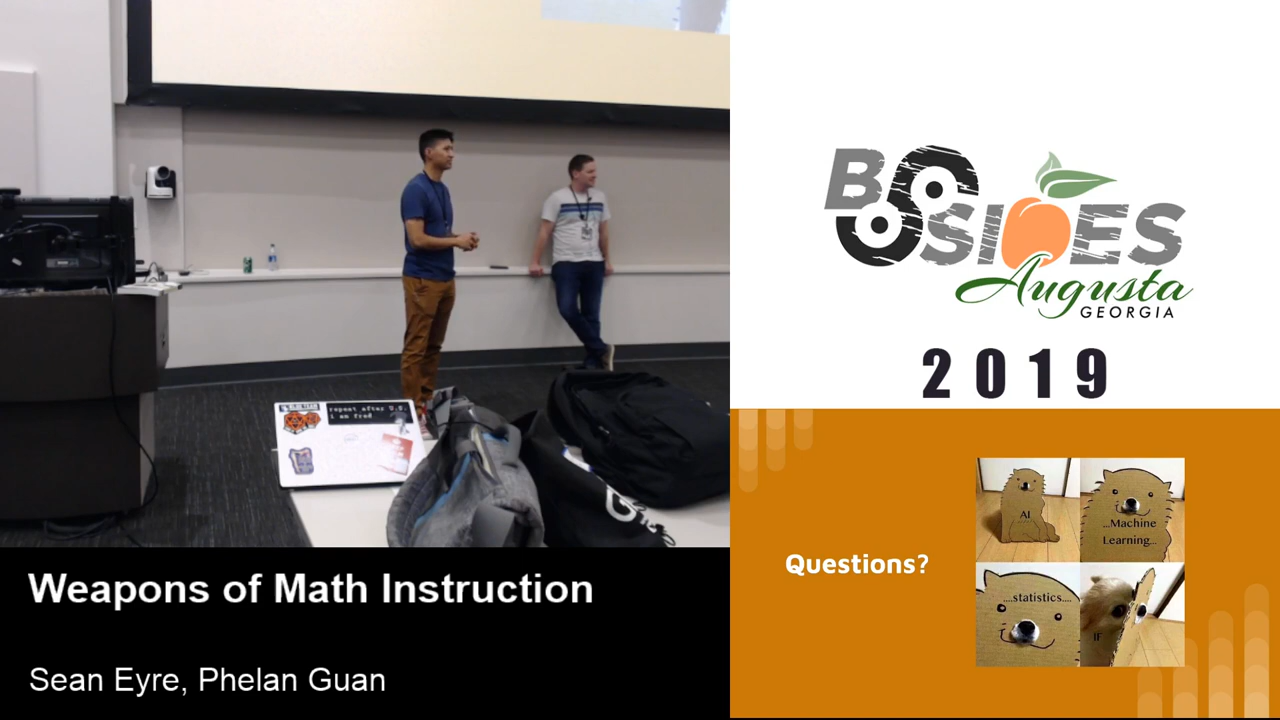 BSIDES
Augusta
GEORGIA
2019
repeat after U.S.
i am fred
Weapons of Math Instruction
Sean Eyre, Phelan Guan
Questions?
AI
...Machine
Learning...
....statistics....
IF